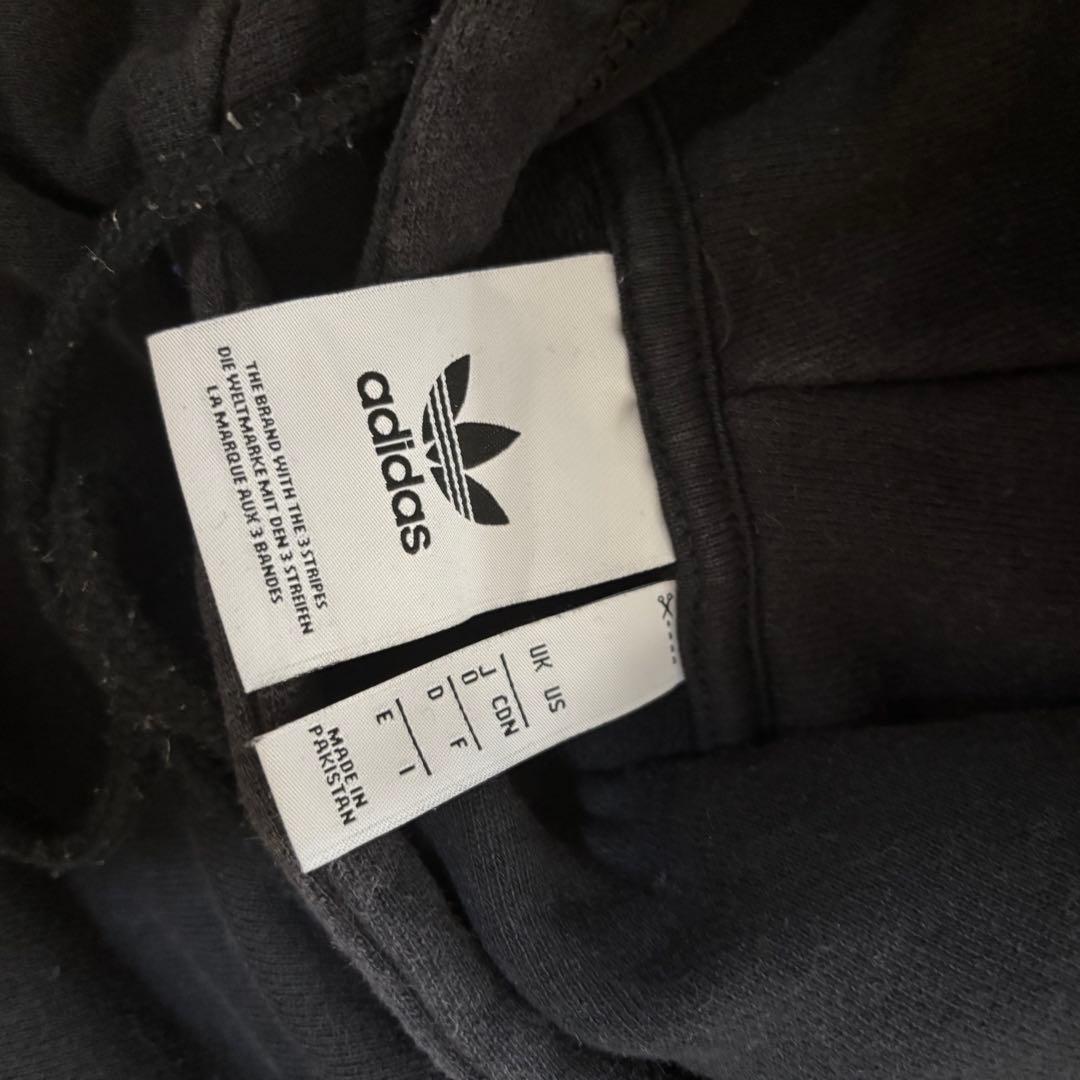 adidas
THE BRAND WITH THE 3 STRIPES
DIE WELTMARKE MIT DEN 3 STREIFEN
LA MARQUE AUX 3 BANDES
UK US
J CDN
O
D F
E I
MADE IN
PAKISTAN